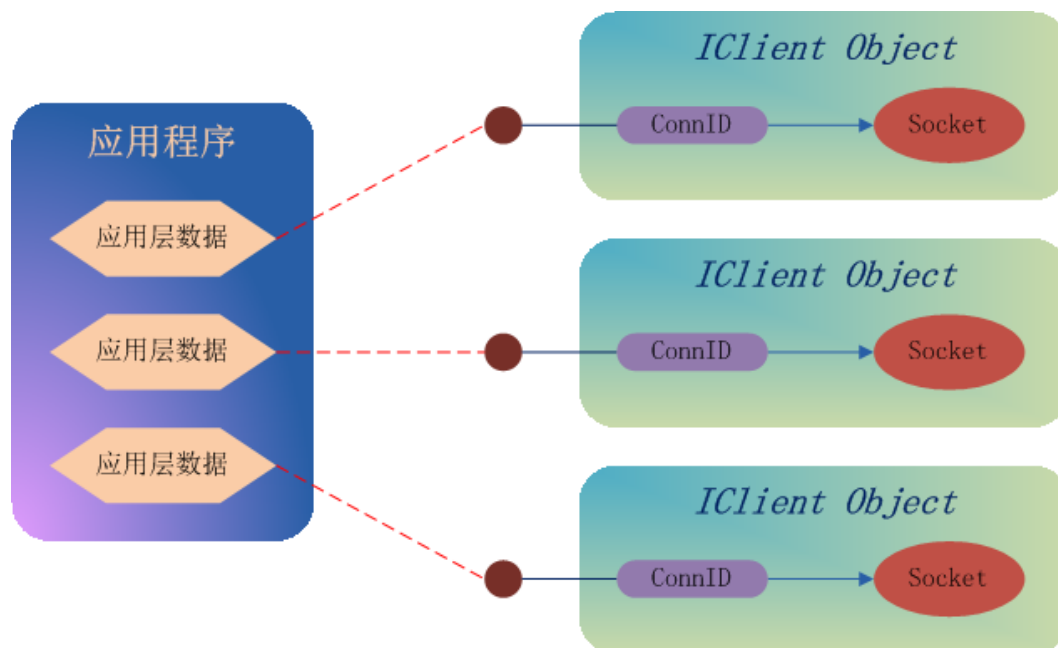 应用程序
应用层数据
应用层数据
应用层数据
IClient Object
ConnID
Socket
IClient Object
ConnID
Socket
IClient Object
ConnID
Socket